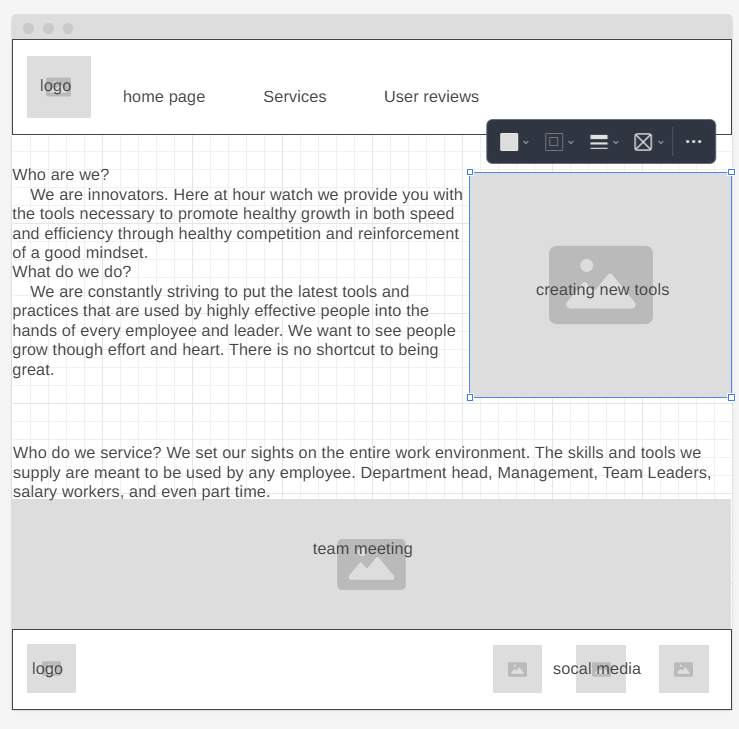 logo
home page
Services
User reviews
Who are we?
We are innovators. Here at hour watch we provide you with
the tools necessary to promote healthy growth in both speed
and efficiency through healthy competition and reinforcement
of a good mindset.
What do we do?
We are constantly striving to put the latest tools and
practices that are used by highly effective people into the
hands of every employee and leader. We want to see people
grow though effort and heart. There is no shortcut to being
great.
creating new tools
Who do we service? We set our sights on the entire work environment. The skills and tools we
supply are meant to be used by any employee. Department head, Management, Team Leaders,
salary workers, and even part time.
team meeting
logo
socal media